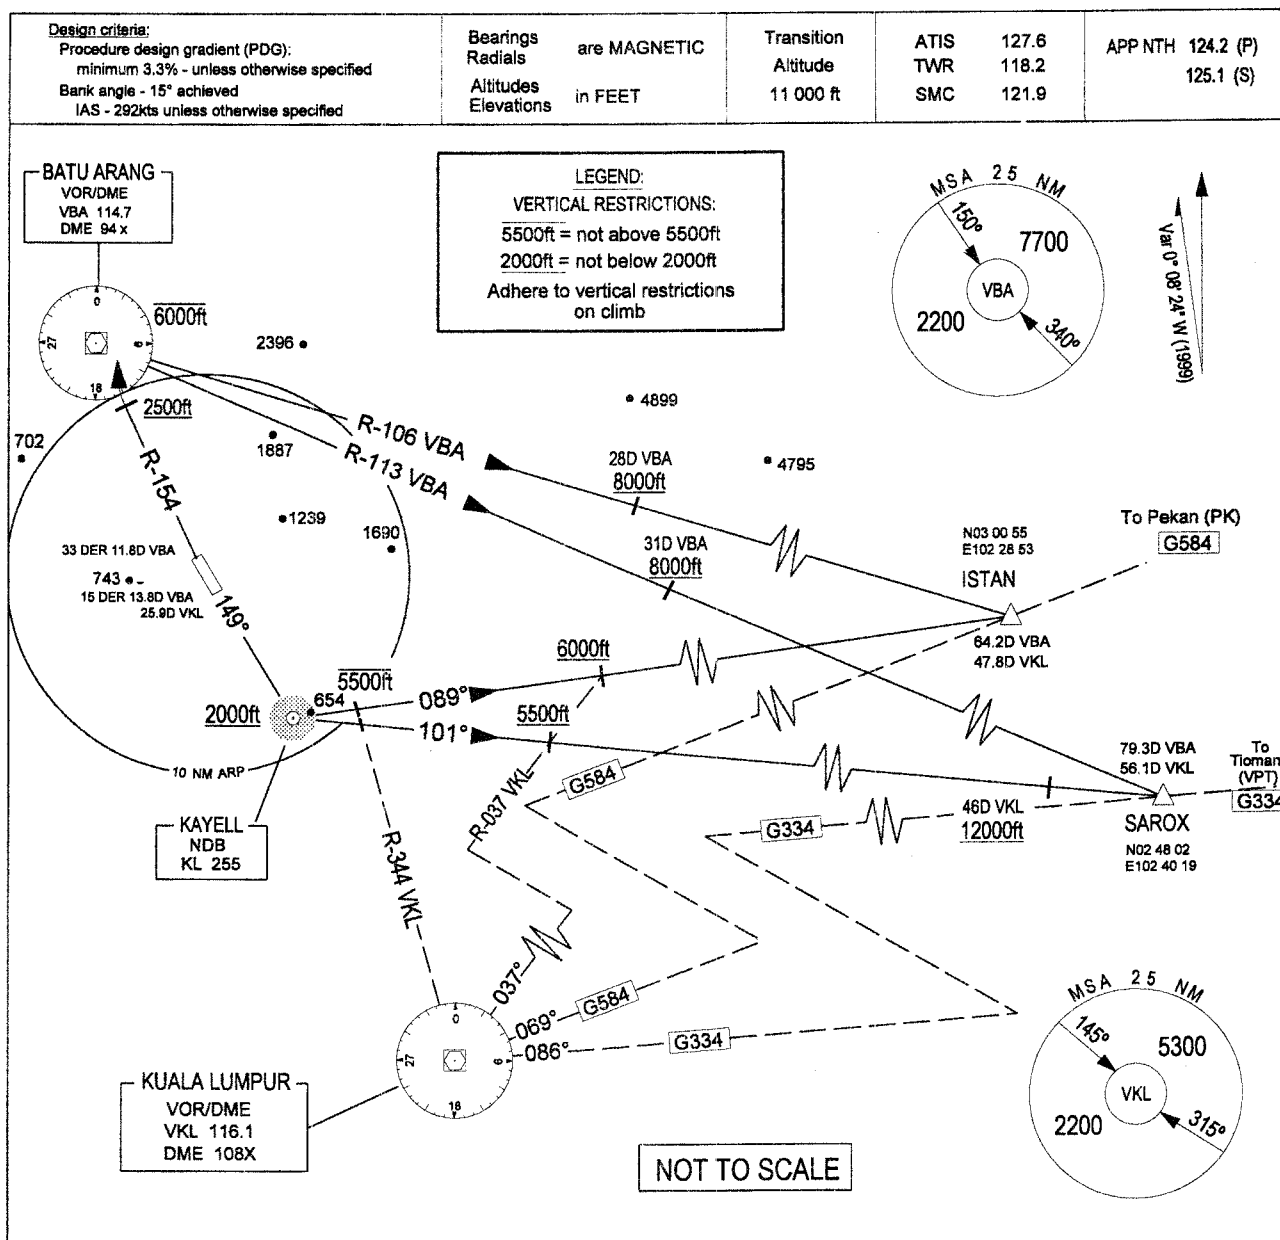 Design criteria:
Procedure design gradient (PDG):
minimum 3.3% - unless otherwise specified
Bank angle - 15° achieved
IAS - 292kts unless otherwise specified
Bearings
Radials
are MAGNETIC
Altitudes
Elevations
in FEET
Transition
Altitude
11 000 ft
ATIS 127.6
TWR 118.2
SMC 121.9
APP NTH 124.2 (P)
125.1 (S)
BATU ARANG
VOR/DME
VBA 114.7
DME 94 x
LEGEND:
VERTICAL RESTRICTIONS:
5500ft = not above 5500ft
2000ft = not below 2000ft
Adhere to vertical restrictions
on climb
MSA 25 NM
150°
7700
VBA
2200
340°
Var 0° 08' 24" W (1999)
0
6
18
27
6000ft
2396
2500ft
4899
702
1887
R-106 VBA
R-113 VBA
28D VBA
8000ft
4795
R-154
1239
1690
To Pekan (PK)
G584
N03 00 55
E102 28 53
ISTAN
31D VBA
8000ft
33 DER 11.8D VBA
743
15 DER 13.8D VBA
25.9D VKL
149°
64.2D VBA
47.8D VKL
6000ft
5500ft
654
089°
2000ft
5500ft
101°
79.3D VBA
56.1D VKL
To
Tioman
(VPT)
G334
10 NM ARP
G584
R-037 VKL
46D VKL
12000ft
G334
SAROX
N02 48 02
E102 40 19
KAYELL
NDB
KL 255
R-344 VKL
037°
G584
069°
086°
G334
0
6
18
27
KUALA LUMPUR
VOR/DME
VKL 116.1
DME 108X
MSA 25 NM
145°
5300
VKL
2200
315°
NOT TO SCALE